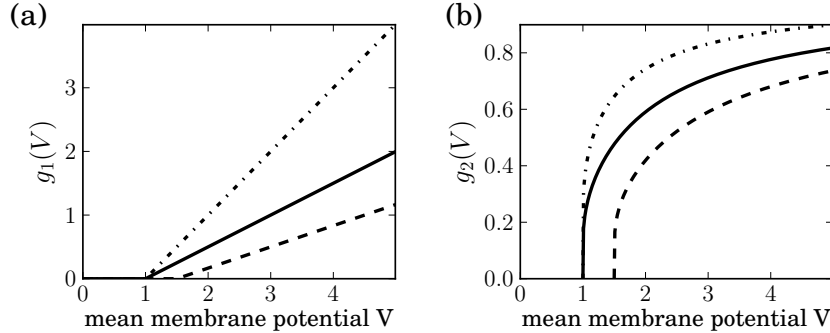 (a)
g₁(V)
3
2
1
0
0 1 2 3 4
mean membrane potential V
(b)
g₂(V)
0.8
0.6
0.4
0.2
0.0
0 1 2 3 4
mean membrane potential V